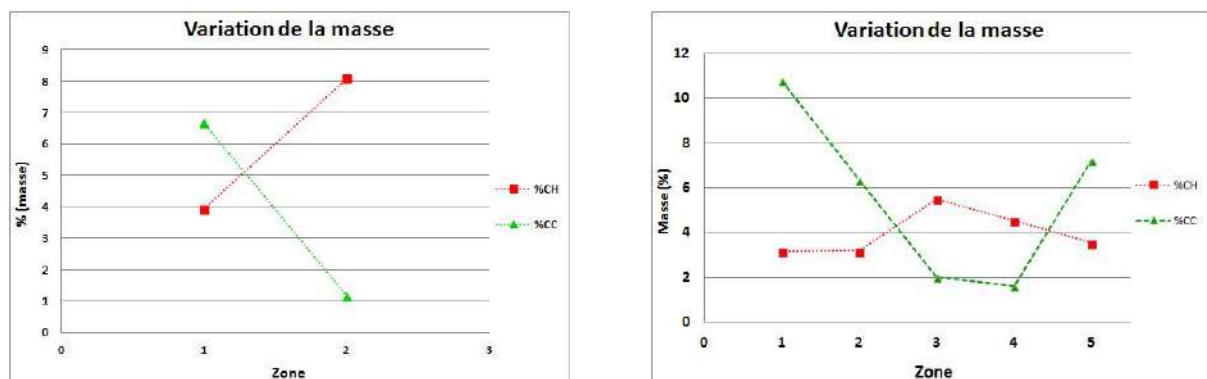 Variation de la masse
9
8
7
6
5
4
3
2
1
0
% (masse)
0 1 2 3
Zone
%CH
%CC
Variation de la masse
12
10
8
6
4
2
0
Masse (%)
0 1 2 3 4 5
Zone
%CH
%CC